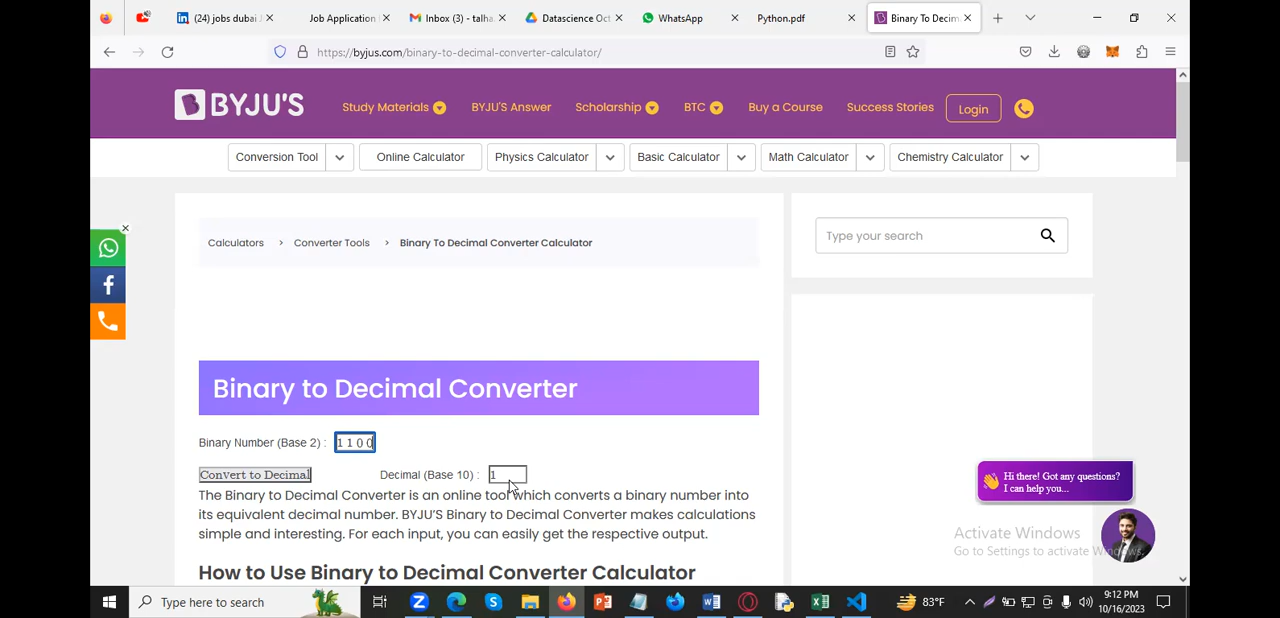 (24) jobs dubai
Job Application
Inbox (3) - talha
Datascience Oct
WhatsApp
Python.pdf
Binary To Decim
https://byjus.com/binary-to-decimal-converter-calculator/
BYJU'S
Study Materials
BYJU'S Answer
Scholarship
BTC
Buy a Course
Success Stories
Login
Conversion Tool
Online Calculator
Physics Calculator
Basic Calculator
Math Calculator
Chemistry Calculator
Calculators > Converter Tools > Binary To Decimal Converter Calculator
Type your search
Binary to Decimal Converter
Binary Number (Base 2) : 1 1 0 0
Convert to Decimal
Decimal (Base 10) : 1
The Binary to Decimal Converter is an online tool which converts a binary number into
its equivalent decimal number. BYJU'S Binary to Decimal Converter makes calculations
simple and interesting. For each input, you can easily get the respective output.
How to Use Binary to Decimal Converter Calculator
Hi there! Got any questions?
I can help you...
Activate Windows
Go to Settings to activate Windows.
Type here to search
83°F
9:12 PM
10/16/2023